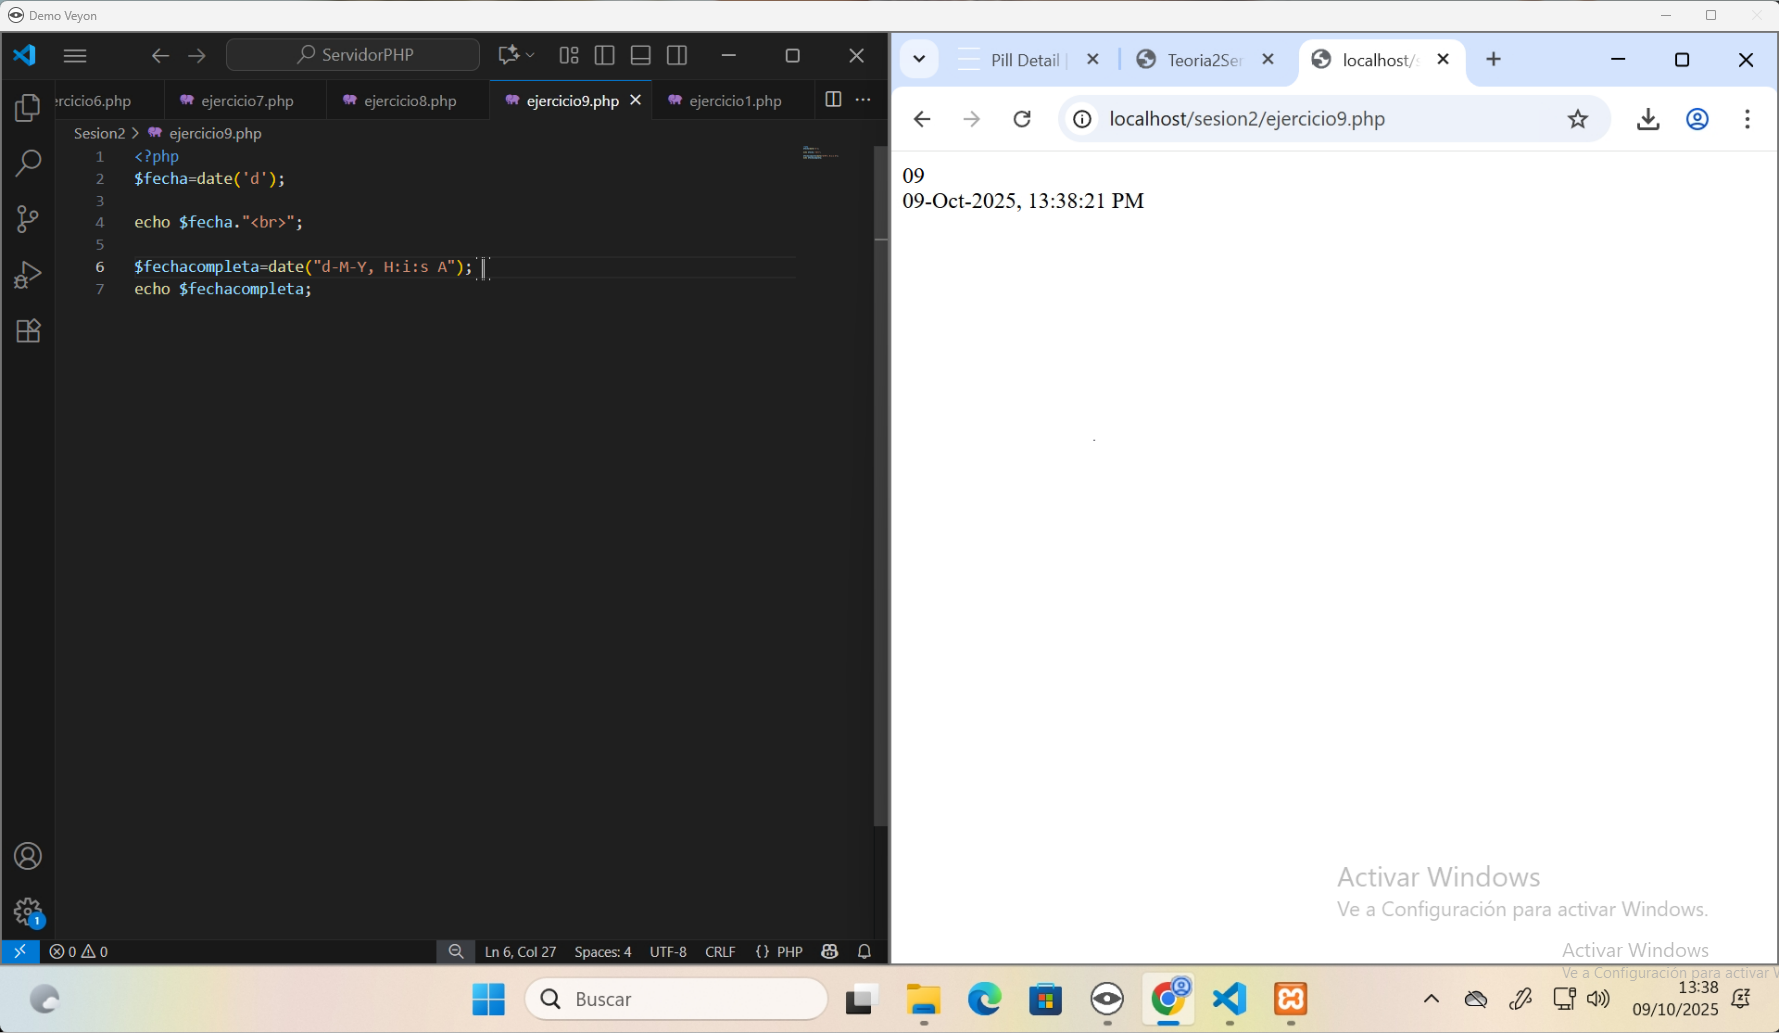 Demo Veyon
ServidorPHP
ercicio6.php
ejercicio7.php
ejercicio8.php
ejercicio9.php
ejercicio1.php
Sesion2 > ejercicio9.php
1 <?php
2 $fecha=date('d');
3
4 echo $fecha."<br>";
5
6 $fechacompleta=date("d-M-Y, H:i:s A");
7 echo $fechacompleta;
1
0 0
Ln 6, Col 27
Spaces: 4
UTF-8
CRLF
{} PHP
Pill Detail
Teoria2Ser
localhost/s
localhost/sesion2/ejercicio9.php
09
09-Oct-2025, 13:38:21 PM
Activar Windows
Ve a Configuración para activar Windows.
Activar Windows
Ve a Configuración para activar W
Buscar
13:38
09/10/2025